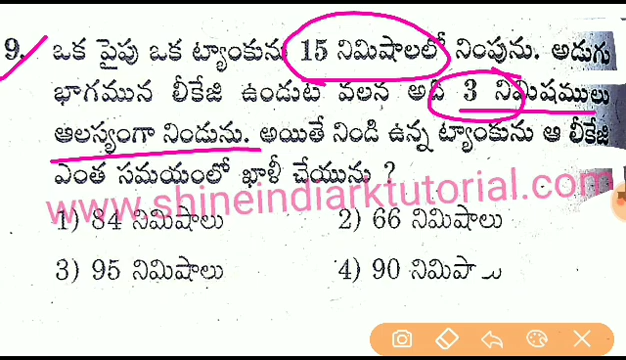 9. ఒక పైపు ఒక ట్యాంకును 15 నిమిషాలలో నింపును. అడుగు
భాగమున లీకేజి ఉండుట వలన అది 3 నిమిషములు
ఆలస్యంగా నిండును. అయితే నిండి ఉన్న ట్యాంకును ఆ లీకేజి
ఎంత సమయంలో ఖాళీ చేయును ?
www.shineindiarktutorial.com
1) 84 నిమిషాలు 2) 66 నిమిషాలు
3) 95 నిమిషాలు 4) 90 నిమిషాలు